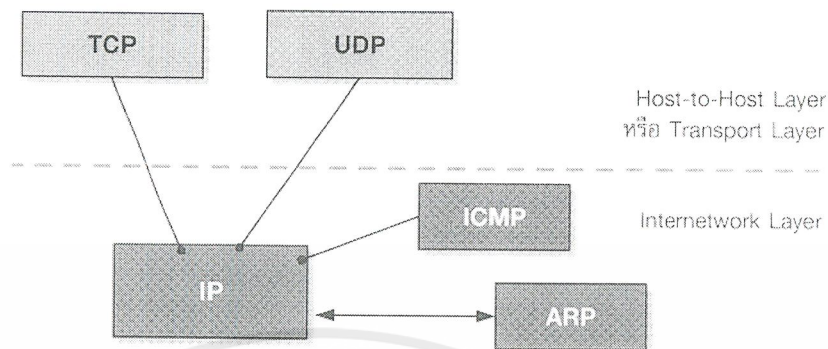 TCP
UDP
Host-to-Host Layer
หรือ Transport Layer
ICMP
Internetwork Layer
IP
ARP